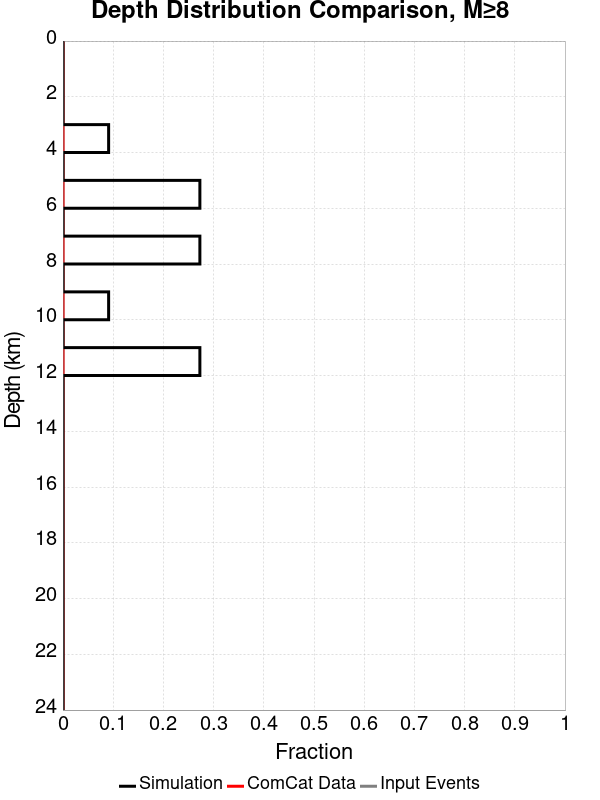 Depth Distribution Comparison, M≥8
0
2
4
6
8
10
12
14
16
18
20
22
24
Depth (km)
0 0.1 0.2 0.3 0.4 0.5 0.6 0.7 0.8 0.9 1
Fraction
Simulation ComCat Data Input Events